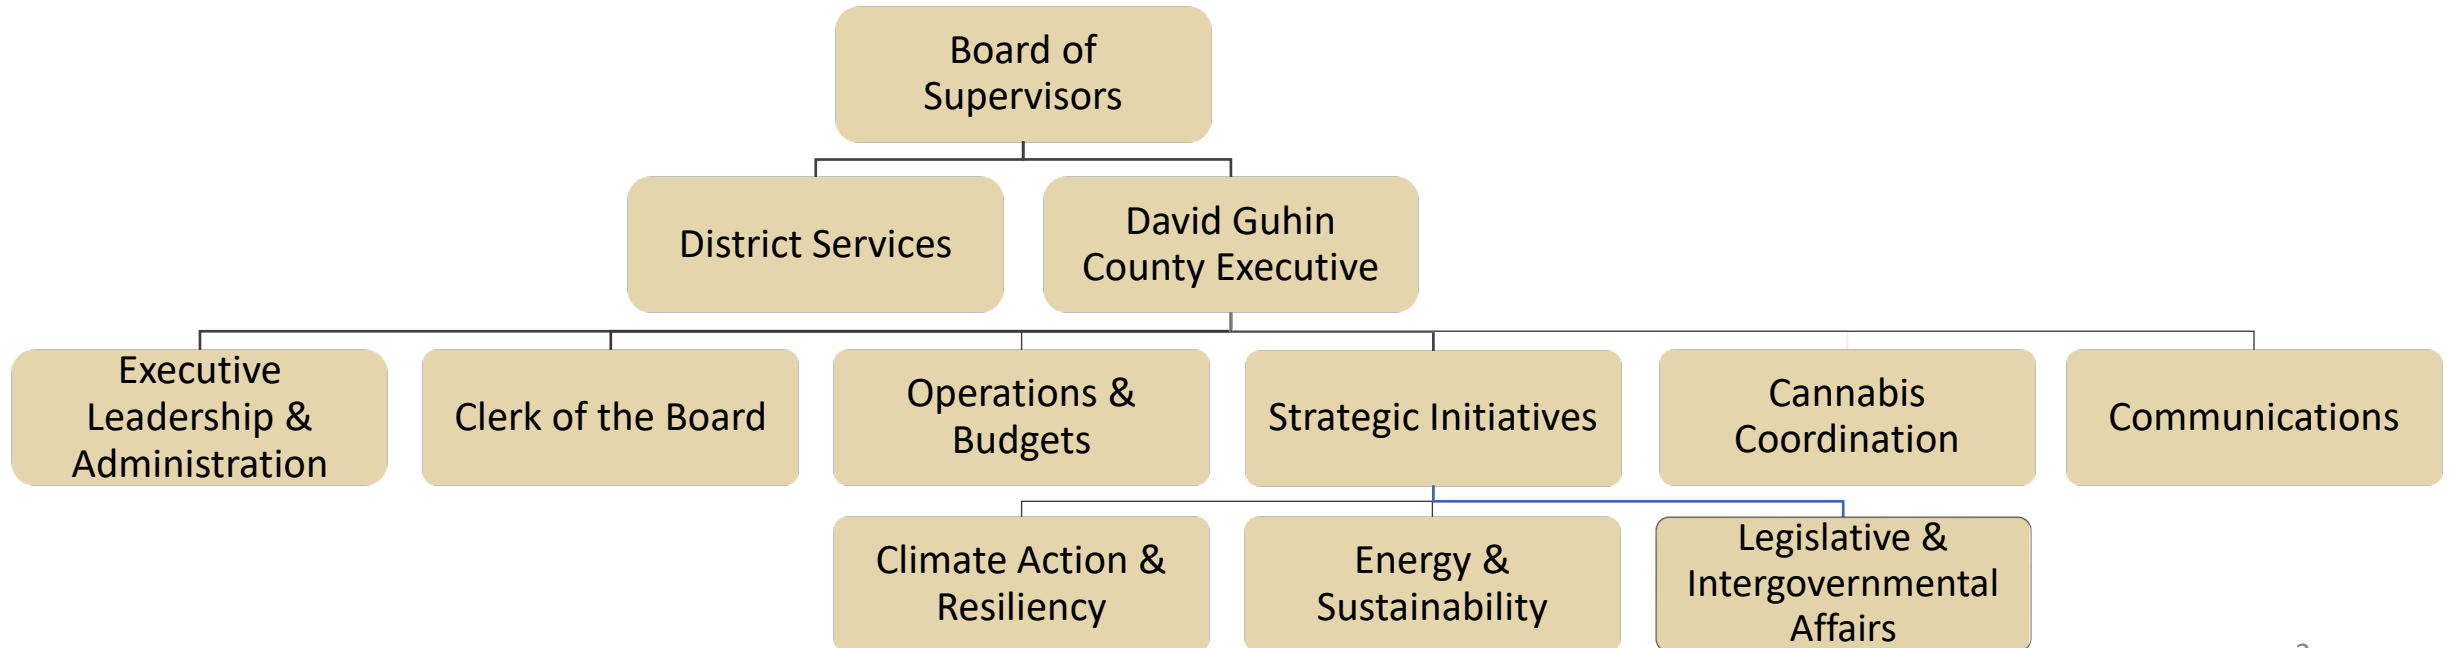 Board of
Supervisors
District Services
David Guhin
County Executive
Executive
Leadership &
Administration
Clerk of the Board
Operations &
Budgets
Strategic Initiatives
Cannabis
Coordination
Communications
Climate Action &
Resiliency
Energy &
Sustainability
Legislative &
Intergovernmental
Affairs